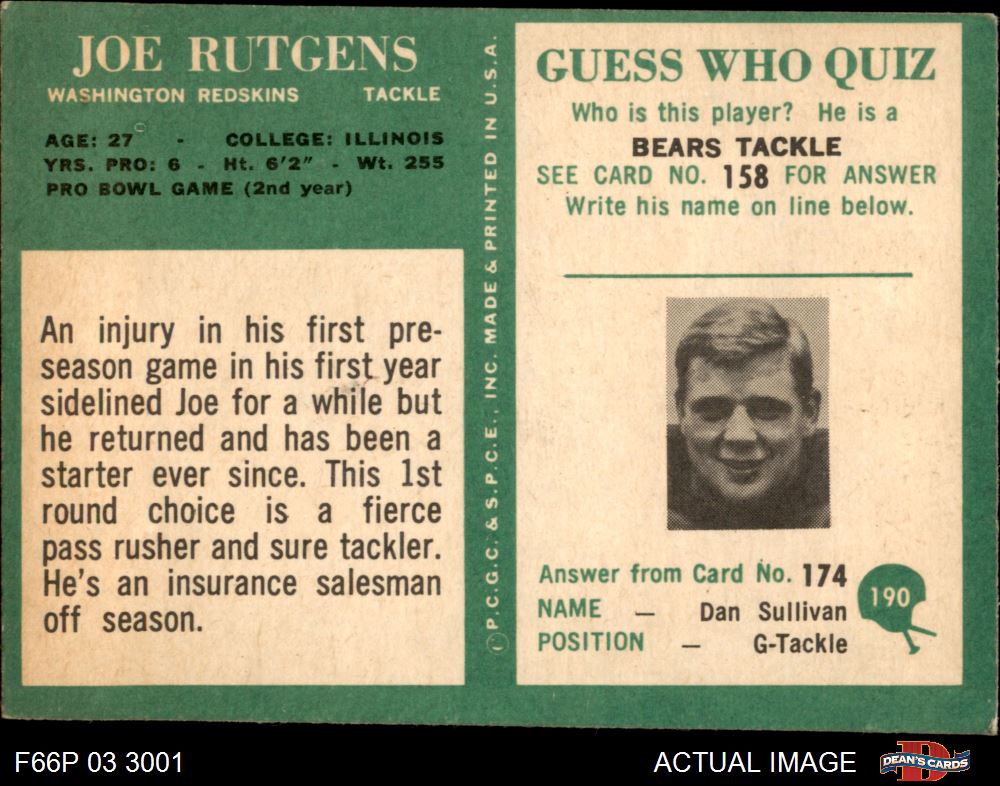 JOE RUTGENS
WASHINGTON REDSKINS TACKLE
AGE: 27 - COLLEGE: ILLINOIS
YRS. PRO: 6 - Ht. 6'2" - Wt. 255
PRO BOWL GAME (2nd year)
An injury in his first pre-
season game in his first year
sidelined Joe for a while but
he returned and has been a
starter ever since. This 1st
round choice is a fierce
pass rusher and sure tackler.
He's an insurance salesman
off season.
©P.C.G.C. & S.P.C.E., INC. MADE & PRINTED IN U.S.A.
GUESS WHO QUIZ
Who is this player? He is a
BEARS TACKLE
SEE CARD NO. 158 FOR ANSWER
Write his name on line below.
Answer from Card No. 174
NAME — Dan Sullivan
POSITION — G-Tackle
190
F66P 03 3001
ACTUAL IMAGE
D
DEAN'S CARDS